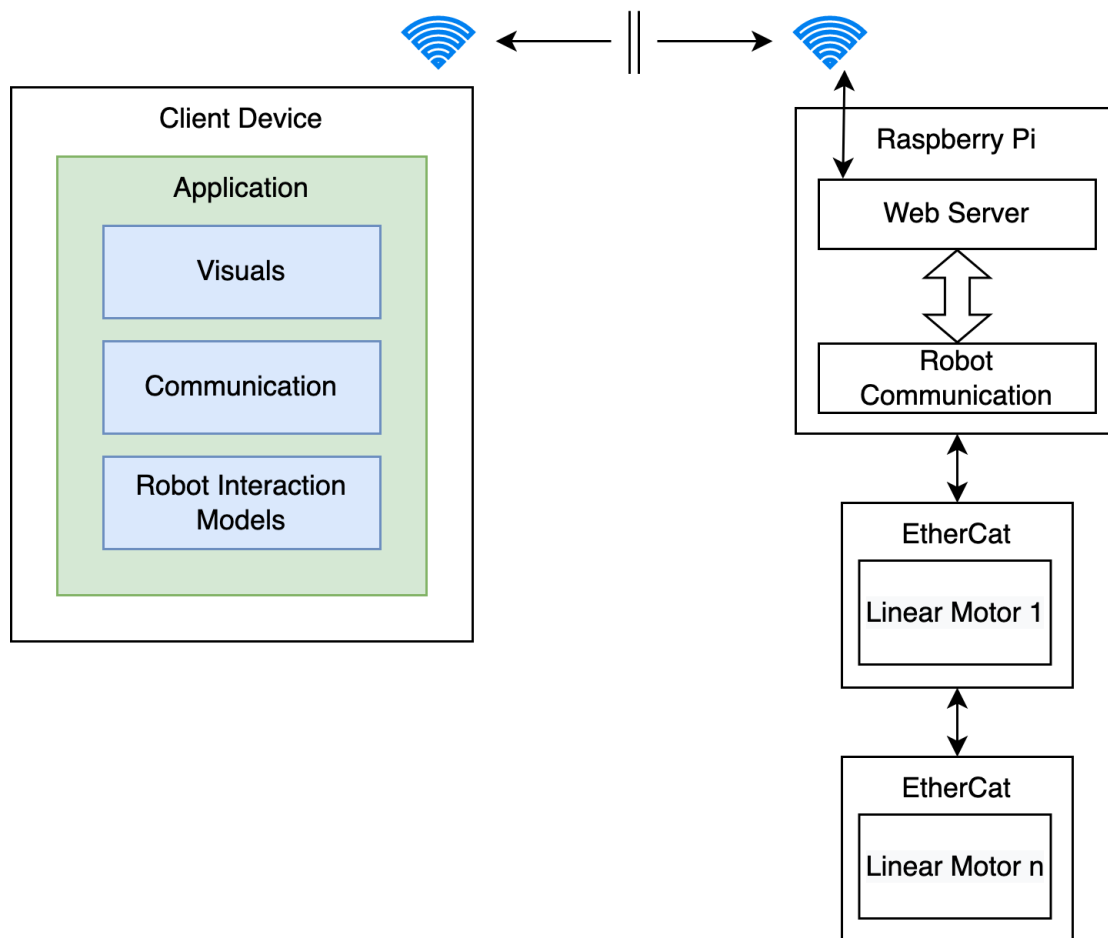 Client Device
Application
Visuals
Communication
Robot Interaction
Models
Raspberry Pi
Web Server
Robot
Communication
EtherCat
Linear Motor 1
EtherCat
Linear Motor n